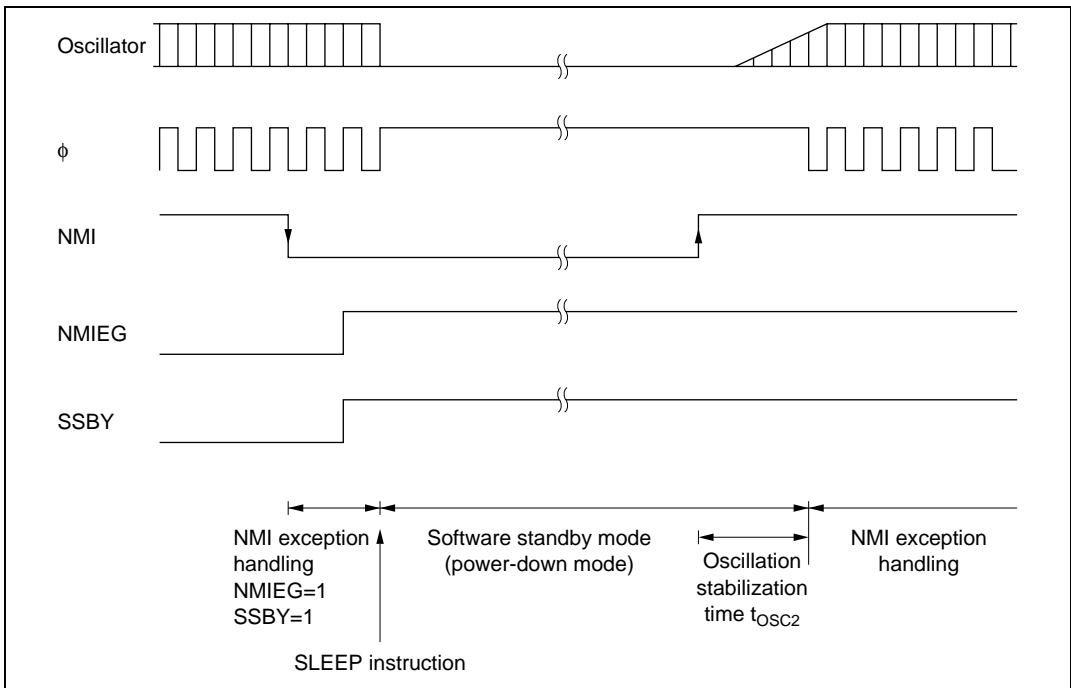 Oscillator
φ
NMI
NMIEG
SSBY
NMI exception
handling
NMIEG=1
SSBY=1
Software standby mode
(power-down mode)
Oscillation
stabilization
time tOSC2
NMI exception
handling
SLEEP instruction